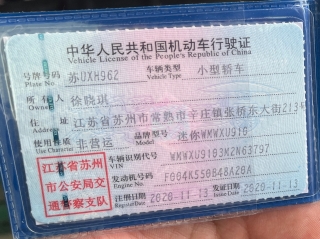 中华人民共和国机动车行驶证
Vehicle License of the People's Republic of China
号牌号码 苏UXH96Z 车辆类型 小型轿车
Plate No. Vehicle Type
所有人 徐晓琪
Owner
住址 江苏省苏州市常熟市辛庄镇张桥东大街213号
Address
使用性质 非营运 品牌型号 迷你WMWXU910
Use Character Model
江苏省苏州
市公安局交
通警察支队
车辆识别代号
VIN
发动机号码
Engine No.
注册日期 2020-11-13 发证日期 2020-11-13
Register Date Issue Date